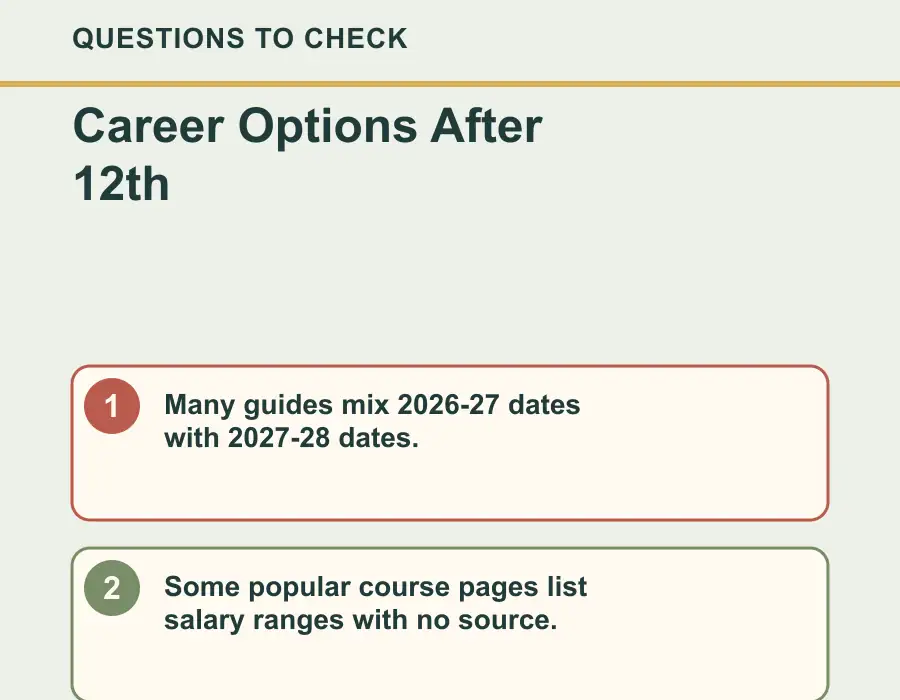 QUESTIONS TO CHECK
Career Options After
12th
1
Many guides mix 2026-27 dates
with 2027-28 dates.
2
Some popular course pages list
salary ranges with no source.